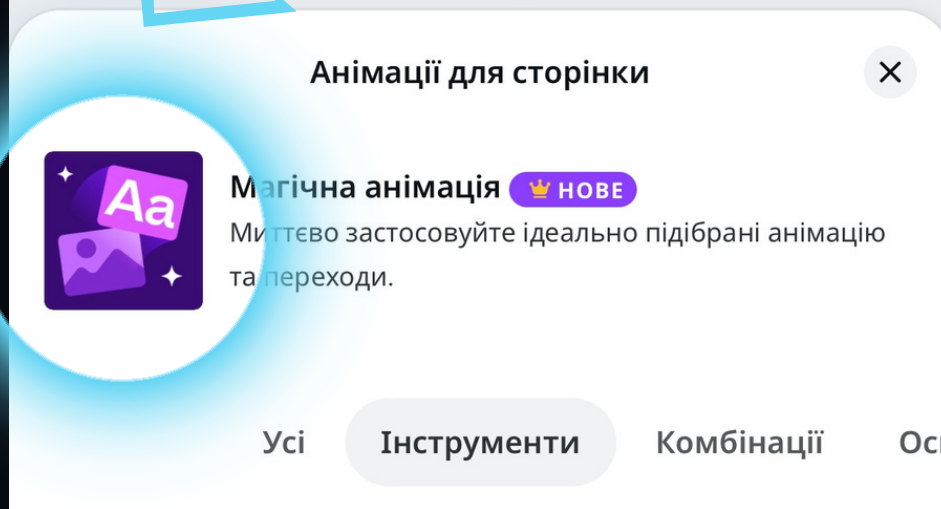 Анімації для сторінки
Aa
Магічна анімація НОВЕ
Миттєво застосовуйте ідеально підібрані анімацію
та переходи.
Усі Інструменти Комбінації